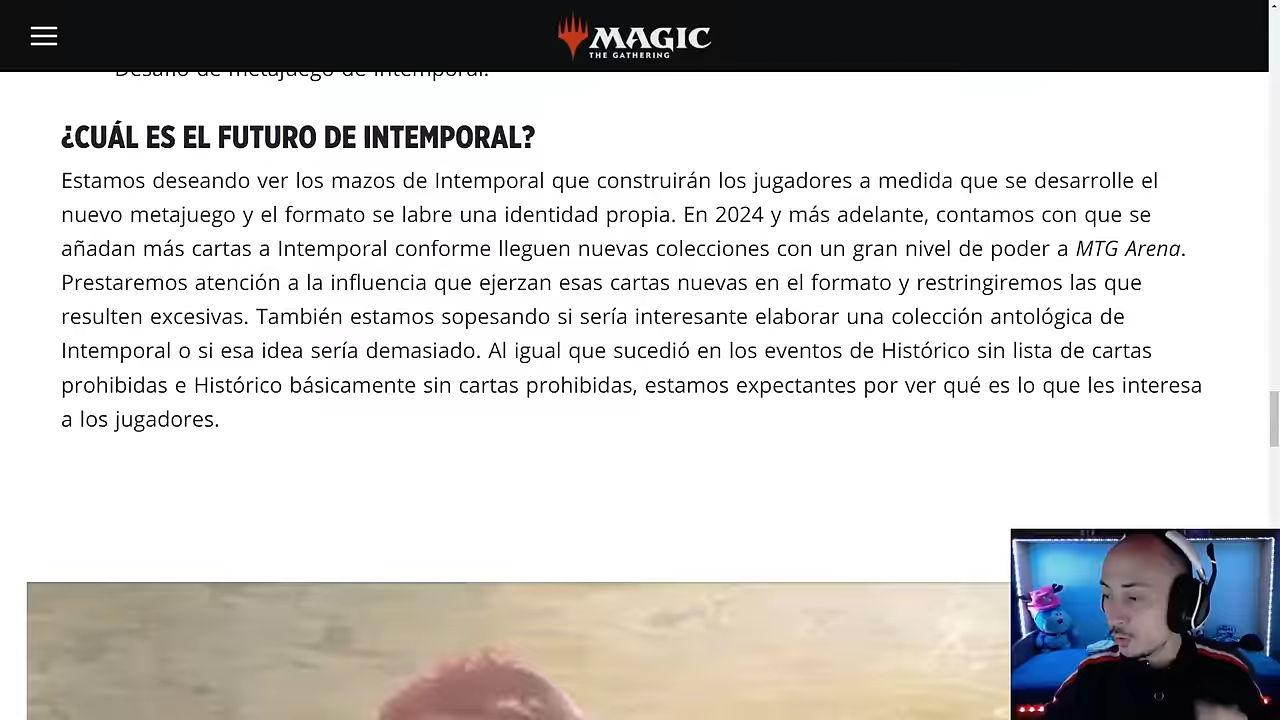 MAGIC
THE GATHERING
Desafío de metajuego de Intemporal.
¿CUÁL ES EL FUTURO DE INTEMPORAL?
Estamos deseando ver los mazos de Intemporal que construirán los jugadores a medida que se desarrolle el
nuevo metajuego y el formato se labre una identidad propia. En 2024 y más adelante, contamos con que se
añadan más cartas a Intemporal conforme lleguen nuevas colecciones con un gran nivel de poder a MTG Arena.
Prestaremos atención a la influencia que ejerzan esas cartas nuevas en el formato y restringiremos las que
resulten excesivas. También estamos sopesando si sería interesante elaborar una colección antológica de
Intemporal o si esa idea sería demasiado. Al igual que sucedió en los eventos de Histórico sin lista de cartas
prohibidas e Histórico básicamente sin cartas prohibidas, estamos expectantes por ver qué es lo que les interesa
a los jugadores.